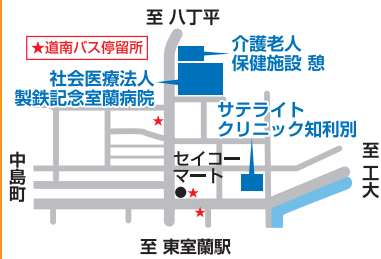 至 八丁平
★道南バス停留所
介護老人
保健施設 憩
社会医療法人
製鉄記念室蘭病院
サテライト
クリニック知利別
中島町
セイコー
マート
至 工大
至 東室蘭駅